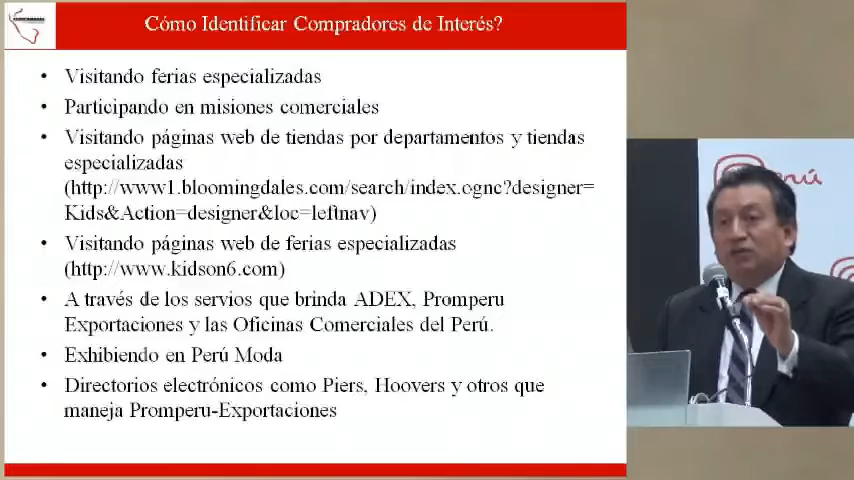 Cómo Identificar Compradores de Interés?
• Visitando ferias especializadas
• Participando en misiones comerciales
• Visitando páginas web de tiendas por departamentos y tiendas
especializadas
(http://www1.bloomingdales.com/search/index.ognc?designer=
Kids&Action=designer&loc=leftnav)
• Visitando páginas web de ferias especializadas
(http://www.kidson6.com)
• A través de los servios que brinda ADEX, Promperu
Exportaciones y las Oficinas Comerciales del Perú.
• Exhibiendo en Perú Moda
• Directorios electrónicos como Piers, Hoovers y otros que
maneja Promperu-Exportaciones